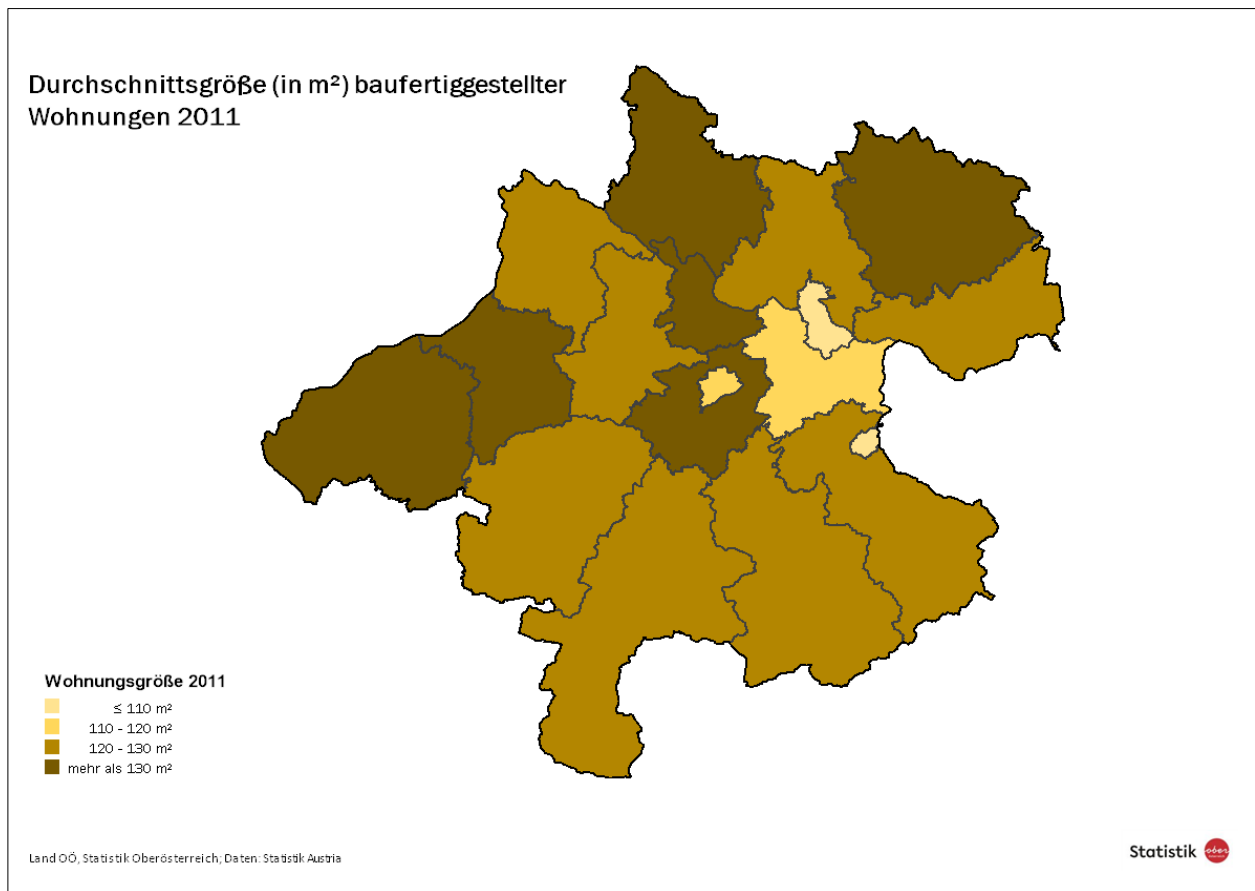 Durchschnittsgröße (in m²) baufertiggestellter
Wohnungen 2011
Wohnungsgröße 2011
≤ 110 m²
110 - 120 m²
120 - 130 m²
mehr als 130 m²
Land OÖ, Statistik Oberösterreich; Daten: Statistik Austria
Statistik ober